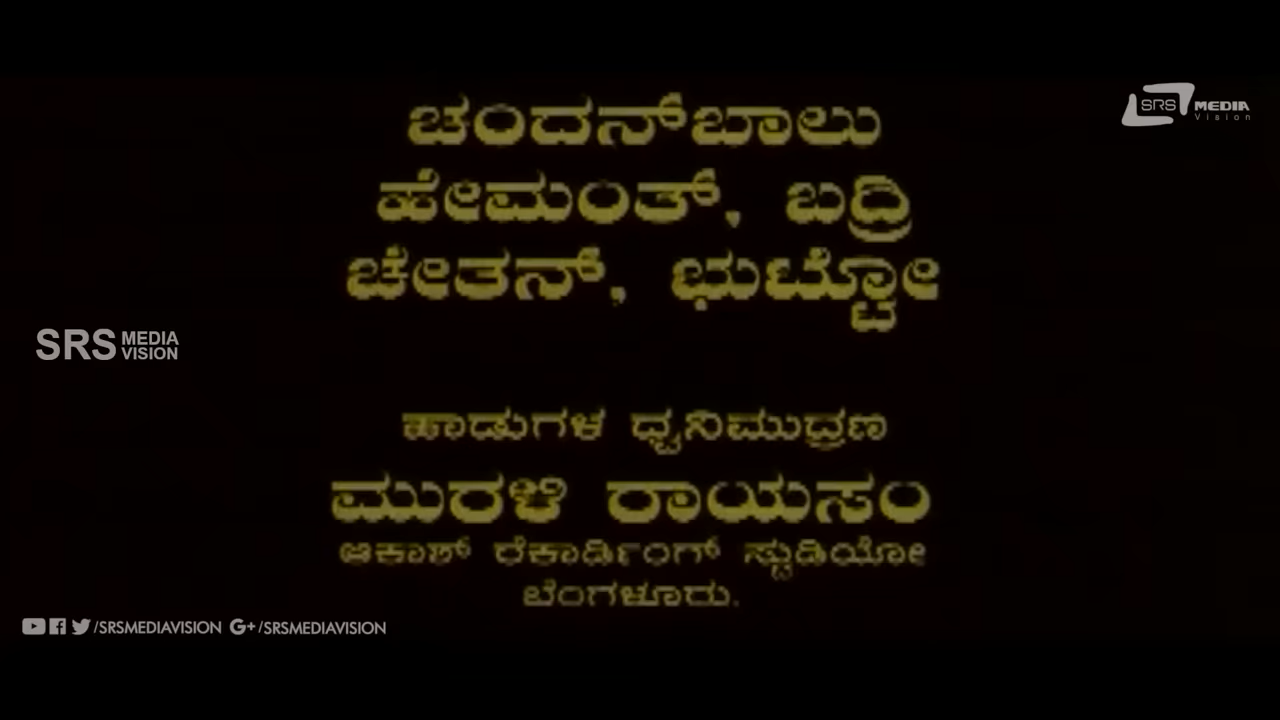 ಚಂದನ್‌ಬಾಲು
SRS MEDIA
Vision
ಹೇಮಂತ್, ಬದ್ರಿ
ಚೇತನ್, ಭುಟ್ಟೋ
SRS MEDIA
VISION
ಹಾಡುಗಳ ಧ್ವನಿಮುದ್ರಣ
ಮುರಳಿ ರಾಯಸಂ
ಆಕಾಶ್ ರೆಕಾರ್ಡಿಂಗ್ ಸ್ಟುಡಿಯೋ
ಬೆಂಗಳೂರು.
/SRSMEDIAVISION G+/SRSMEDIAVISION